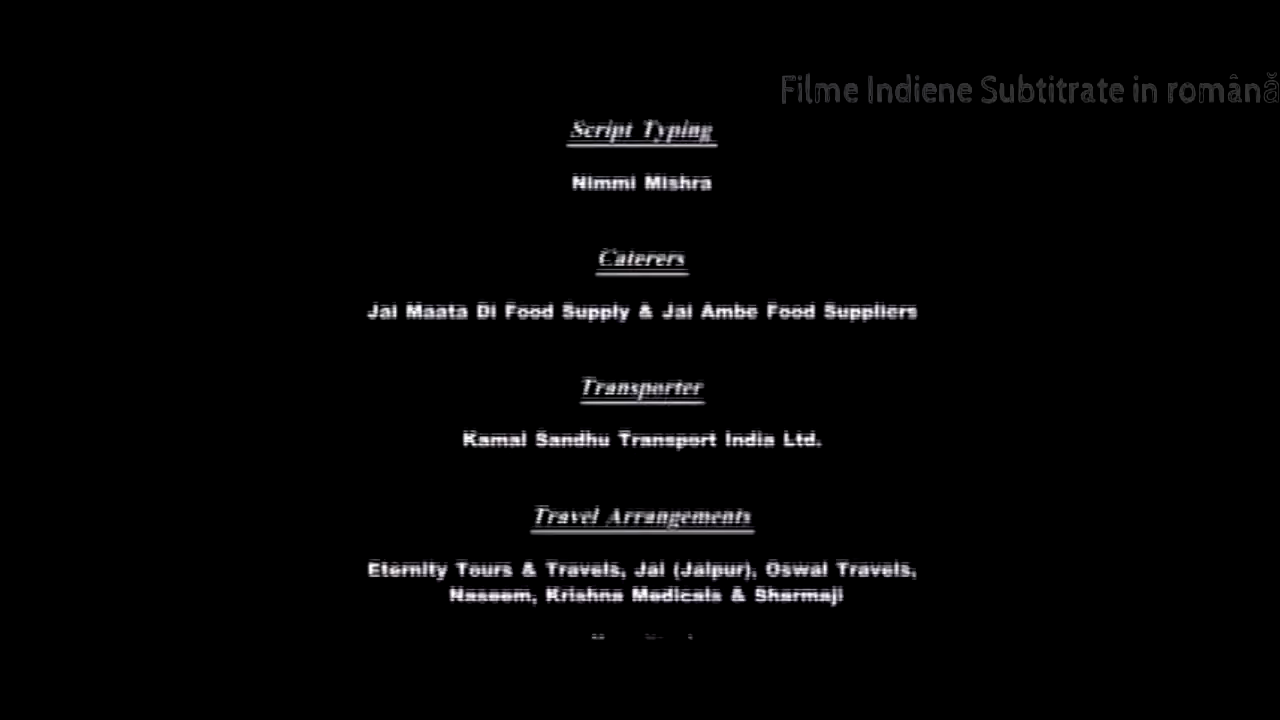 Filme Indiene Subtitrate in română
Script Typing
Nimmi Mishra
Caterers
Jai Maata Di Food Supply & Jai Ambe Food Suppliers
Transporter
Kamal Sandhu Transport India Ltd.
Travel Arrangements
Eternity Tours & Travels, Jai (Jaipur), Oswal Travels,
Naseem, Krishna Medicals & Sharmaji